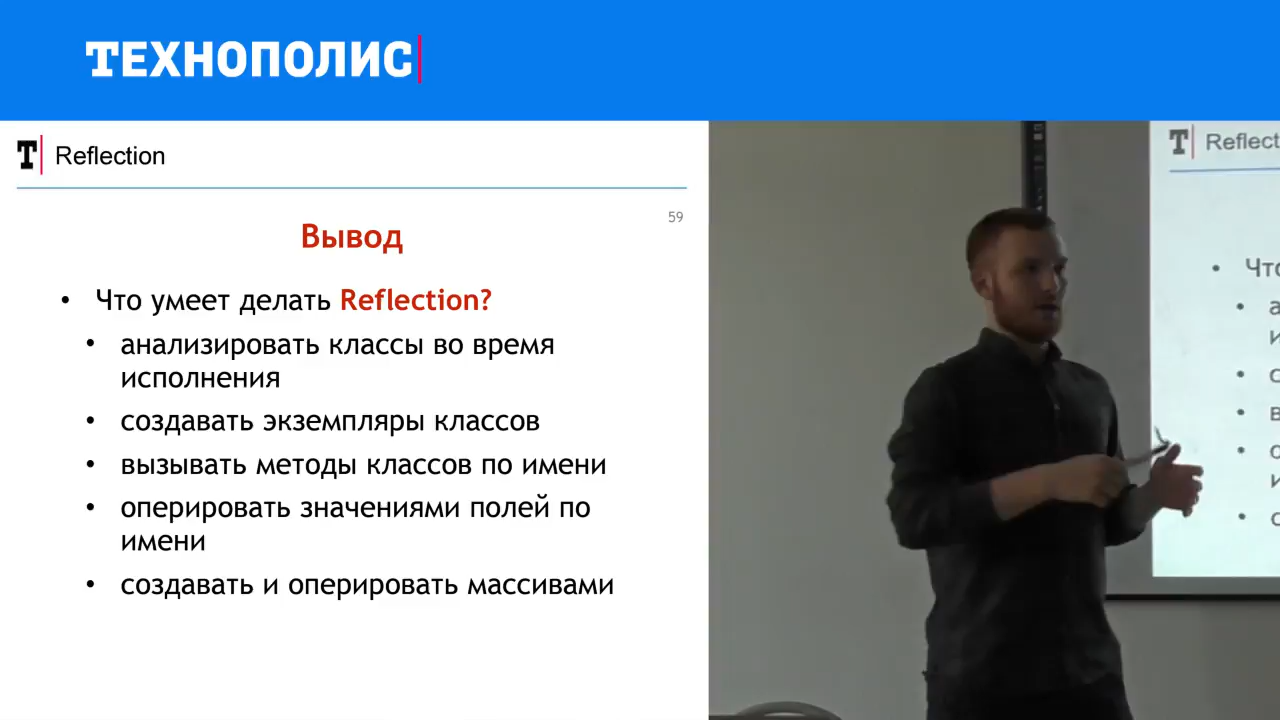 ТЕХНОПОЛИС
T Reflection
59
Вывод
• Что умеет делать Reflection?
• анализировать классы во время
исполнения
• создавать экземпляры классов
• вызывать методы классов по имени
• оперировать значениями полей по
имени
• создавать и оперировать массивами
T Reflect
• Что
• а
и
• с
• в
• о
и
• с